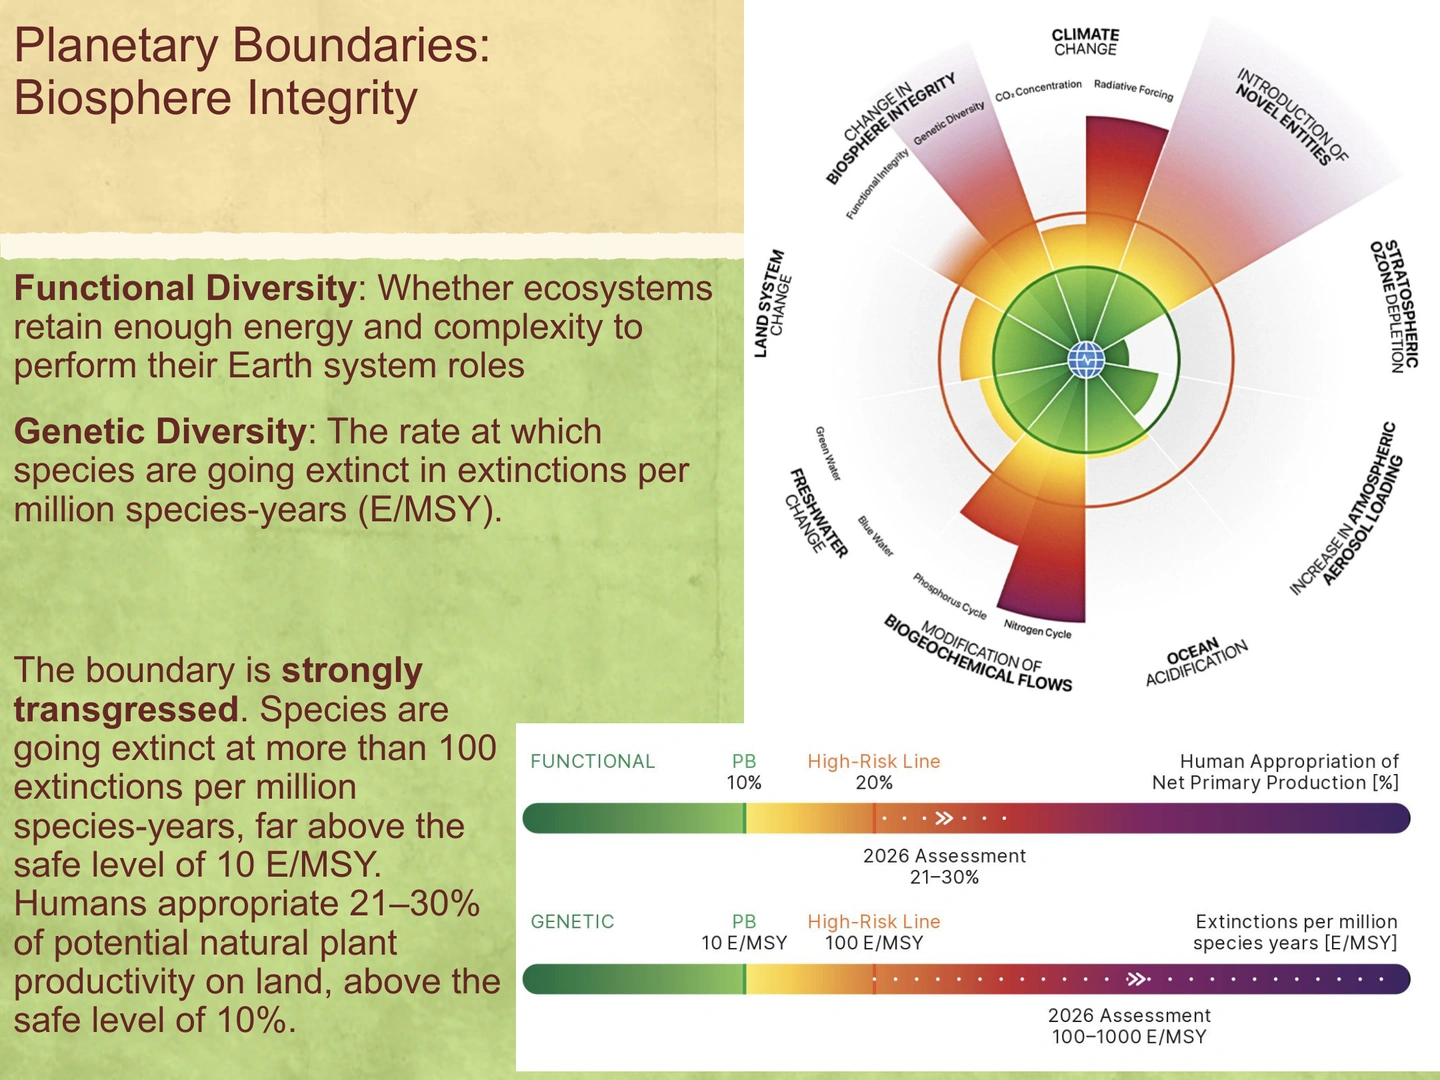 Planetary Boundaries:
Biosphere Integrity
Functional Diversity: Whether ecosystems
retain enough energy and complexity to
perform their Earth system roles
Genetic Diversity: The rate at which
species are going extinct in extinctions per
million species-years (E/MSY).
The boundary is strongly
transgressed. Species are
going extinct at more than 100
extinctions per million
species-years, far above the
safe level of 10 E/MSY.
Humans appropriate 21–30%
of potential natural plant
productivity on land, above the
safe level of 10%.
CLIMATE
CHANGE
CO₂ Concentration
Radiative Forcing
INTRODUCTION OF
NOVEL ENTITIES
STRATOSPHERIC
OZONE DEPLETION
INCREASE IN ATMOSPHERIC
AEROSOL LOADING
OCEAN
ACIDIFICATION
MODIFICATION OF
BIOGEOCHEMICAL FLOWS
Phosphorus Cycle
Nitrogen Cycle
FRESHWATER
CHANGE
Green Water
Blue Water
LAND SYSTEM
CHANGE
CHANGE IN
BIOSPHERE INTEGRITY
Functional Integrity
Genetic Diversity
FUNCTIONAL
PB
10%
High-Risk Line
20%
Human Appropriation of
Net Primary Production [%]
2026 Assessment
21–30%
GENETIC
PB
10 E/MSY
High-Risk Line
100 E/MSY
Extinctions per million
species years [E/MSY]
2026 Assessment
100–1000 E/MSY